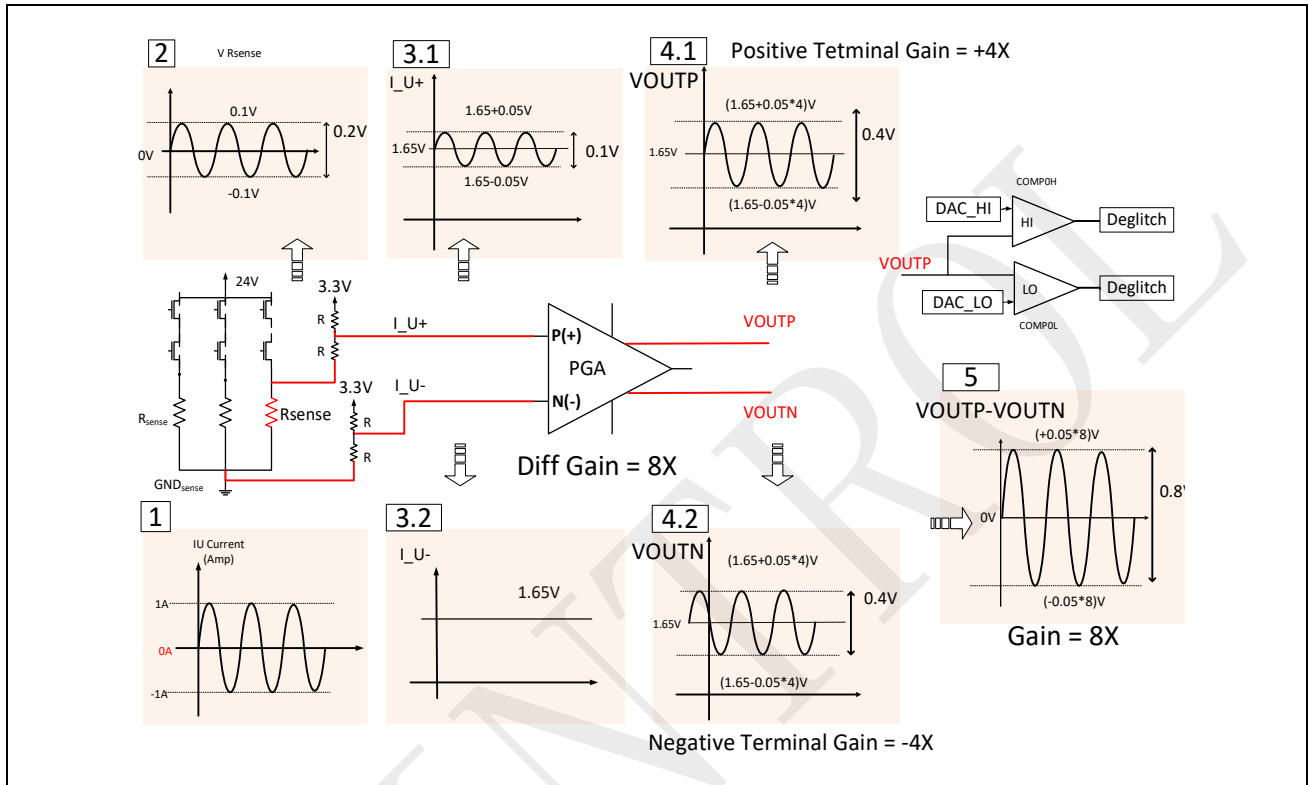 2
V Rsense
0.1V
0V
0.2V
-0.1V
3.1
I_U+
1.65+0.05V
1.65V
0.1V
1.65-0.05V
4.1
Positive Tetminal Gain = +4X
VOUTP
(1.65+0.05*4)V
1.65V
0.4V
(1.65-0.05*4)V
COMP0H
DAC_HI
HI
Deglitch
VOUTP
LO
DAC_LO
Deglitch
COMP0L
24V
3.3V
R
R
I_U+
P(+)
PGA
N(-)
VOUTP
VOUTN
3.3V
I_U-
R
R
Rsense
Rsense
GNDsense
Diff Gain = 8X
5
VOUTP-VOUTN
(+0.05*8)V
0V
0.8V
(-0.05*8)V
Gain = 8X
1
IU Current
(Amp)
1A
0A
-1A
3.2
I_U-
1.65V
4.2
VOUTN
(1.65+0.05*4)V
1.65V
0.4V
(1.65-0.05*4)V
Negative Terminal Gain = -4X
NTROL